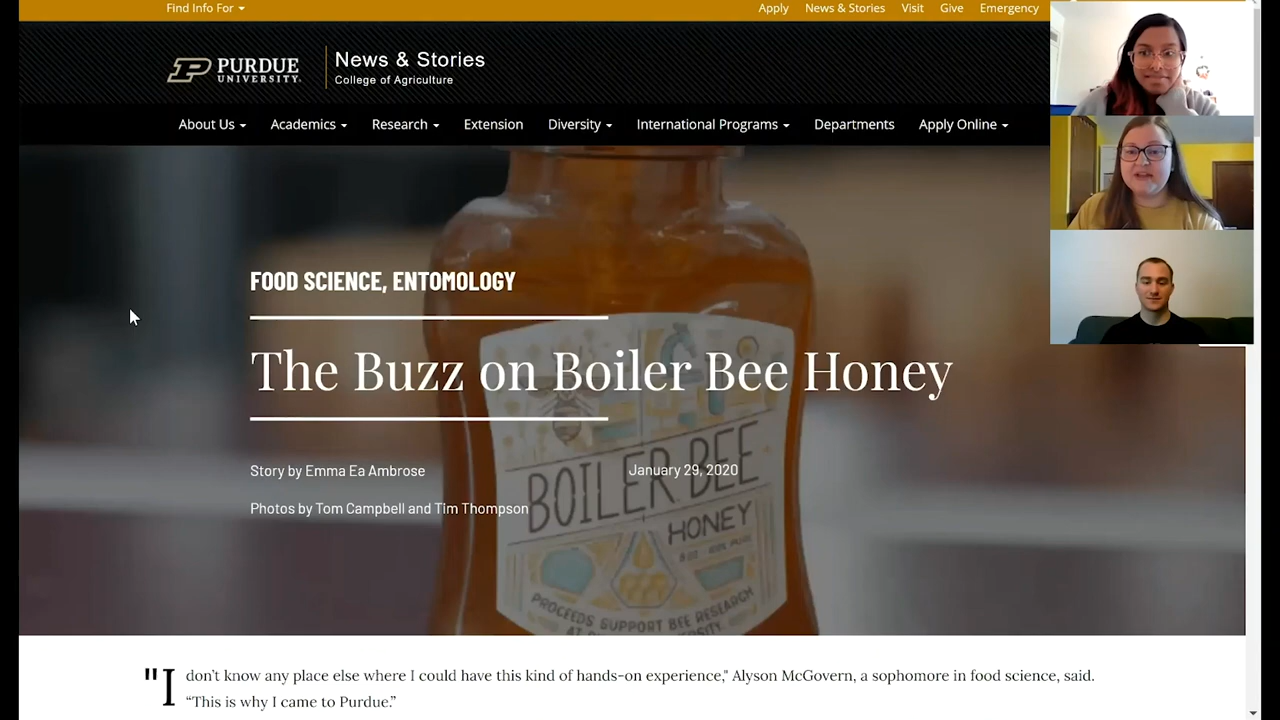 Find Info For
Apply News & Stories Visit Give Emergency
PURDUE UNIVERSITY.
News & Stories
College of Agriculture
About Us Academics Research Extension Diversity International Programs Departments Apply Online
FOOD SCIENCE, ENTOMOLOGY
The Buzz on Boiler Bee Honey
Story by Emma Ea Ambrose January 29, 2020
Photos by Tom Campbell and Tim Thompson
BOILER BEE
HONEY
PROCEEDS SUPPORT BEE RESEARCH
"I don't know any place else where I could have this kind of hands-on experience," Alyson McGovern, a sophomore in food science, said.
“This is why I came to Purdue.”